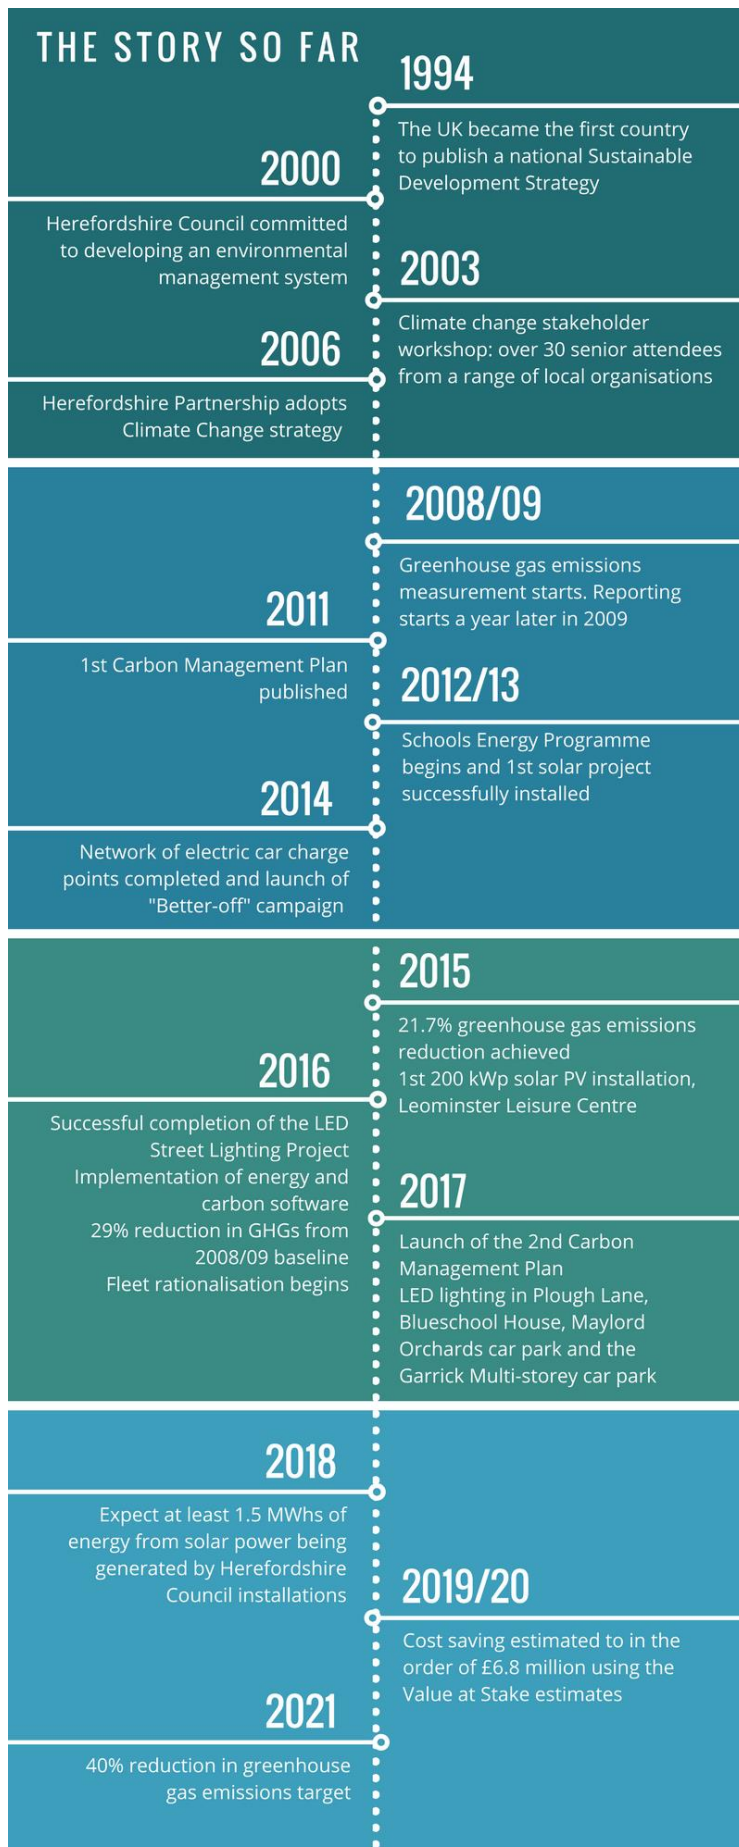 THE STORY SO FAR
1994
The UK became the first country
to publish a national Sustainable
Development Strategy
2000
Herefordshire Council committed
to developing an environmental
management system
2003
Climate change stakeholder
workshop: over 30 senior attendees
from a range of local organisations
2006
Herefordshire Partnership adopts
Climate Change strategy
2008/09
Greenhouse gas emissions
measurement starts. Reporting
starts a year later in 2009
2011
1st Carbon Management Plan
published
2012/13
Schools Energy Programme
begins and 1st solar project
successfully installed
2014
Network of electric car charge
points completed and launch of
"Better-off" campaign
2015
21.7% greenhouse gas emissions
reduction achieved
1st 200 kWp solar PV installation,
Leominster Leisure Centre
2016
Successful completion of the LED
Street Lighting Project
Implementation of energy and
carbon software
29% reduction in GHGs from
2008/09 baseline
Fleet rationalisation begins
2017
Launch of the 2nd Carbon
Management Plan
LED lighting in Plough Lane,
Blueschool House, Maylord
Orchards car park and the
Garrick Multi-storey car park
2018
Expect at least 1.5 MWhs of
energy from solar power being
generated by Herefordshire
Council installations
2019/20
Cost saving estimated to in the
order of £6.8 million using the
Value at Stake estimates
2021
40% reduction in greenhouse
gas emissions target